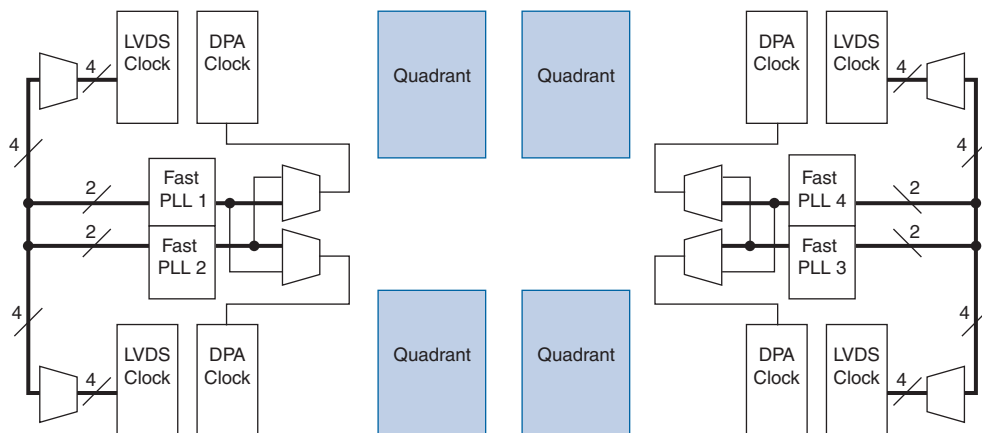 LVDS
Clock
DPA
Clock
Quadrant
Quadrant
DPA
Clock
LVDS
Clock
4
4
4
4
2
Fast
PLL 1
Fast
PLL 4
2
2
Fast
PLL 2
Fast
PLL 3
2
4
4
LVDS
Clock
DPA
Clock
Quadrant
Quadrant
DPA
Clock
LVDS
Clock
4
4